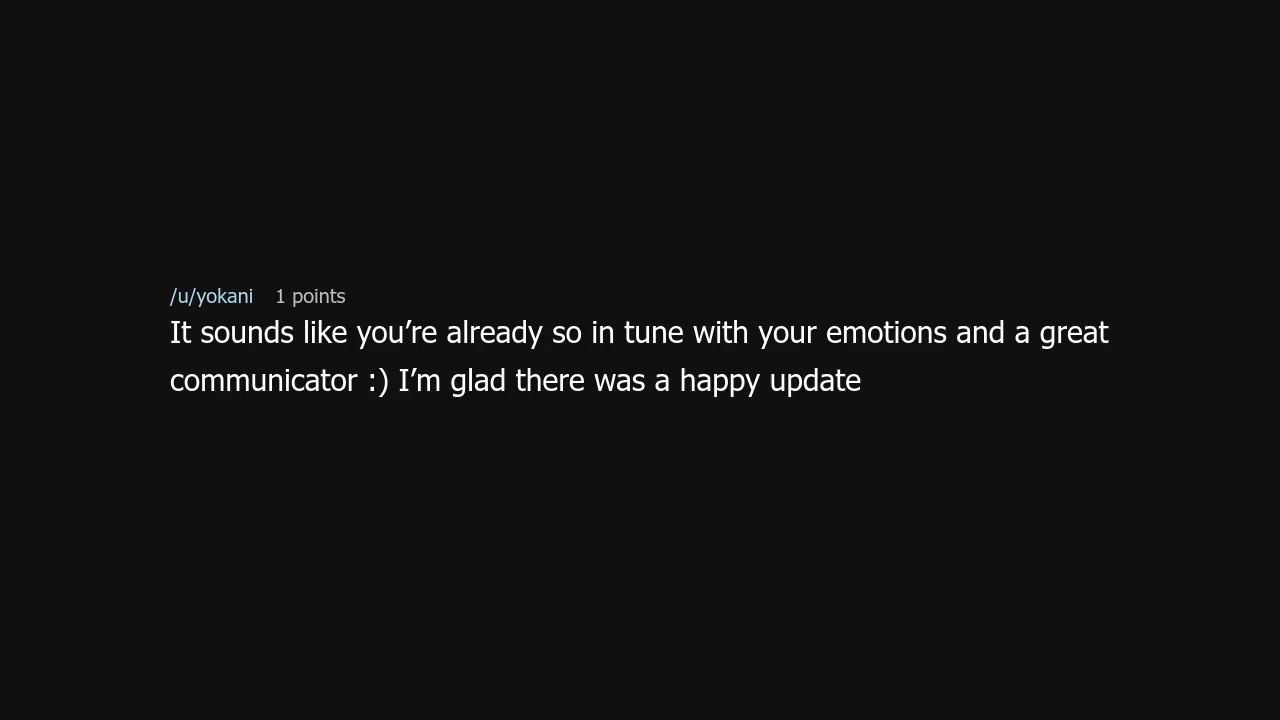 /u/yokani 1 points
It sounds like you’re already so in tune with your emotions and a great
communicator :) I’m glad there was a happy update